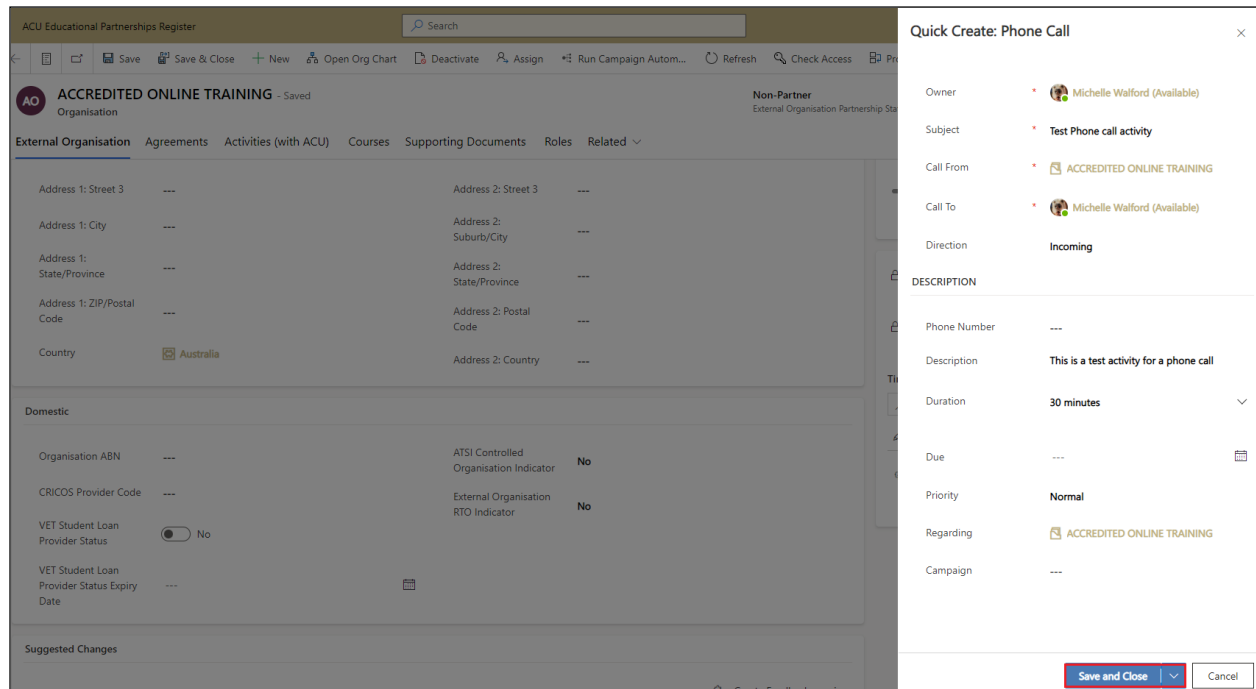 ACU Educational Partnerships Register
Search
Save
Save & Close
New
Open Org Chart
Deactivate
Assign
Run Campaign Autom...
Refresh
Check Access
AO
ACCREDITED ONLINE TRAINING - Saved
Organisation
Non-Partner
External Organisation Partnership Sta
External Organisation
Agreements
Activities (with ACU)
Courses
Supporting Documents
Roles
Related
Address 1: Street 3
---
Address 2: Street 3
---
Address 1: City
---
Address 2:
Suburb/City
---
Address 1:
State/Province
---
Address 2:
State/Province
---
Address 1: ZIP/Postal
Code
---
Address 2: Postal
Code
---
Country
Australia
Address 2: Country
---
Domestic
Organisation ABN
---
ATSI Controlled
Organisation Indicator
No
CRICOS Provider Code
---
External Organisation
RTO Indicator
No
VET Student Loan
Provider Status
No
VET Student Loan
Provider Status Expiry
Date
---
Suggested Changes
Quick Create: Phone Call
Owner
*
Michelle Walford (Available)
Subject
*
Test Phone call activity
Call From
*
ACCREDITED ONLINE TRAINING
Call To
*
Michelle Walford (Available)
Direction
Incoming
DESCRIPTION
Phone Number
---
Description
This is a test activity for a phone call
Duration
30 minutes
Due
---
Priority
Normal
Regarding
ACCREDITED ONLINE TRAINING
Campaign
---
Save and Close
Cancel